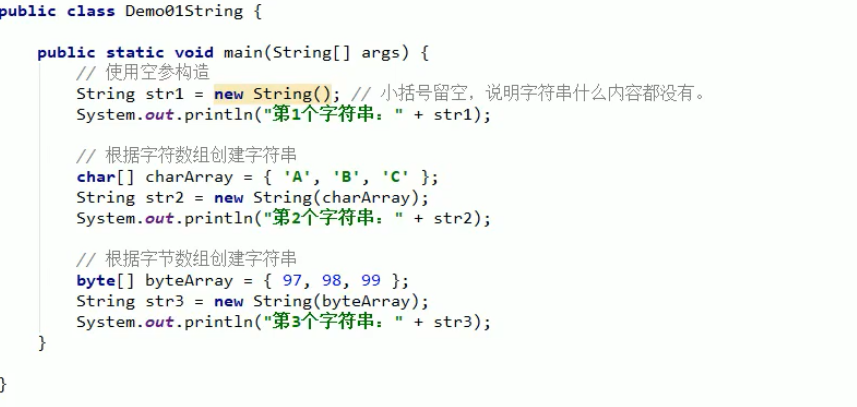 public class Demo01String {
public static void main(String[] args) {
// 使用空参构造
String str1 = new String(); // 小括号留空，说明字符串什么内容都没有。
System.out.println("第1个字符串：" + str1);
// 根据字符数组创建字符串
char[] charArray = { 'A', 'B', 'C' };
String str2 = new String(charArray);
System.out.println("第2个字符串：" + str2);
// 根据字节数组创建字符串
byte[] byteArray = { 97, 98, 99 };
String str3 = new String(byteArray);
System.out.println("第3个字符串：" + str3);
}
}